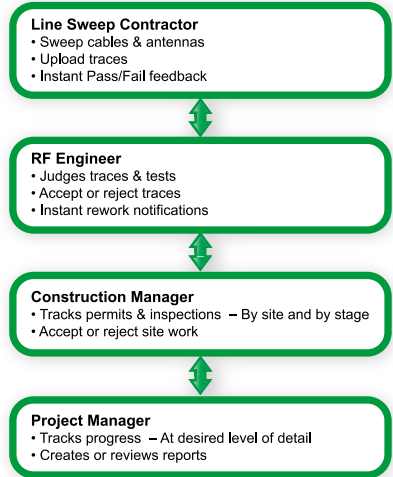 Line Sweep Contractor
• Sweep cables & antennas
• Upload traces
• Instant Pass/Fail feedback
RF Engineer
• Judges traces & tests
• Accept or reject traces
• Instant rework notifications
Construction Manager
• Tracks permits & inspections – By site and by stage
• Accept or reject site work
Project Manager
• Tracks progress – At desired level of detail
• Creates or reviews reports